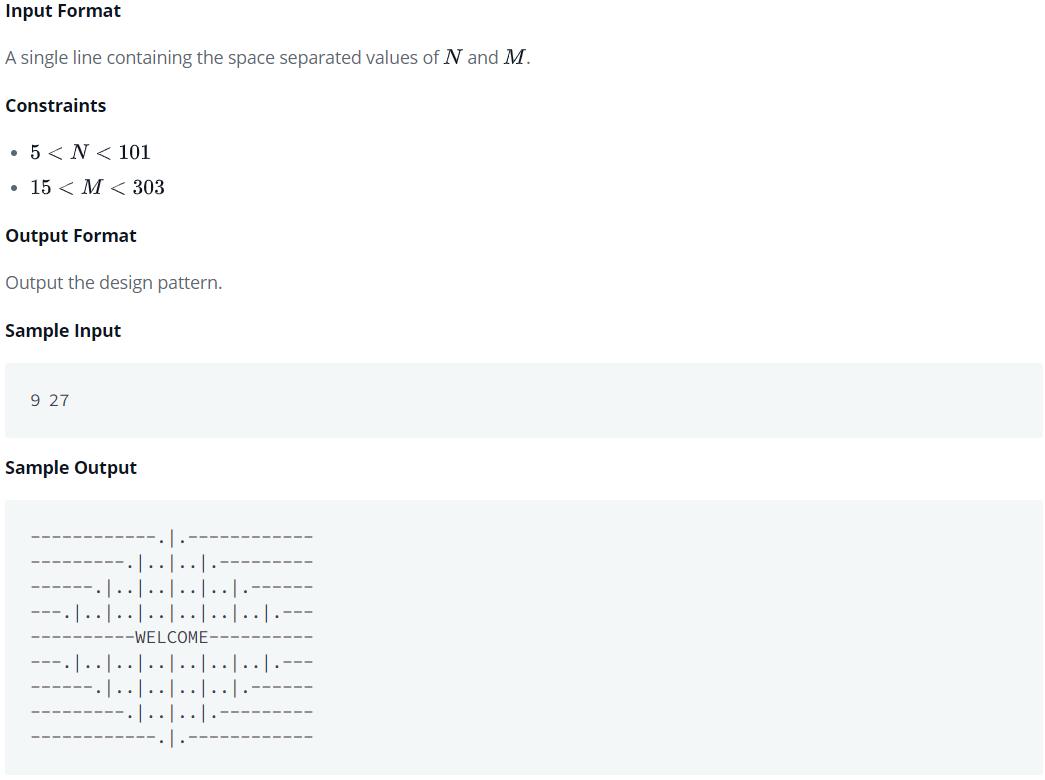 Input Format
A single line containing the space separated values of N and M.
Constraints
• 5 < N < 101
• 15 < M < 303
Output Format
Output the design pattern.
Sample Input
9 27
Sample Output
------------.|.------------
---------.|..|..|.---------
------.|..|..|..|..|.------
---.|..|..|..|..|..|..|.---
----------WELCOME----------
---.|..|..|..|..|..|..|.---
------.|..|..|..|..|.------
---------.|..|..|.---------
------------.|.------------